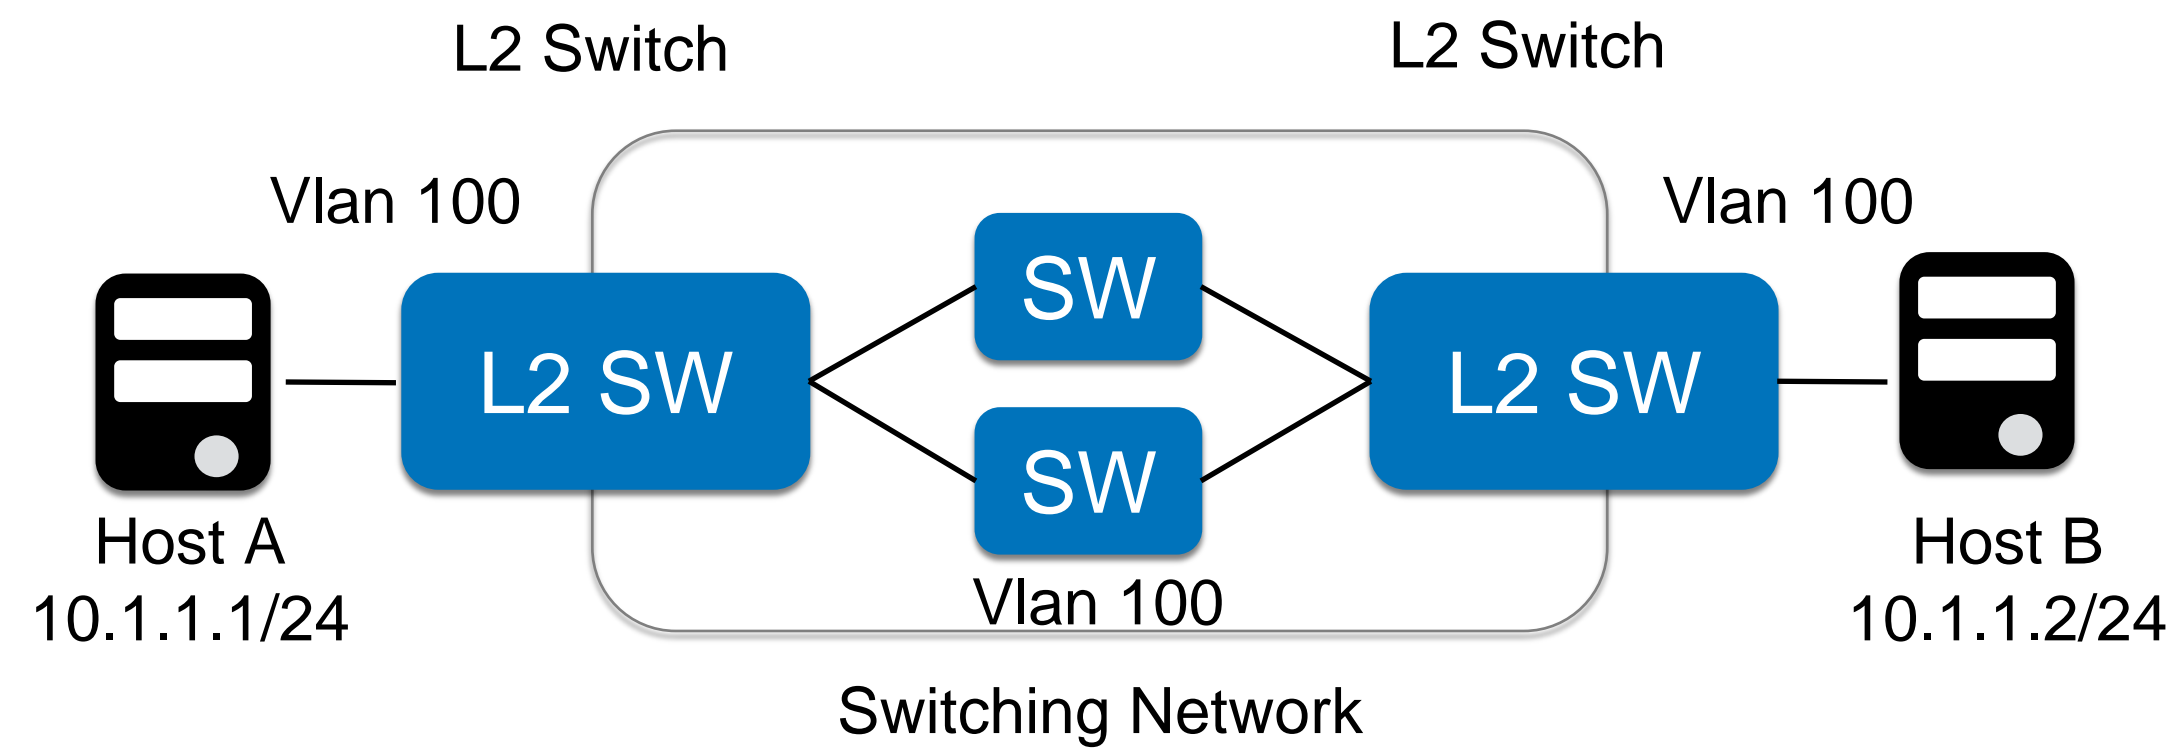 L2 Switch
L2 Switch
Vlan 100
Vlan 100
SW
L2 SW
L2 SW
SW
Host A
10.1.1.1/24
Vlan 100
Host B
10.1.1.2/24
Switching Network